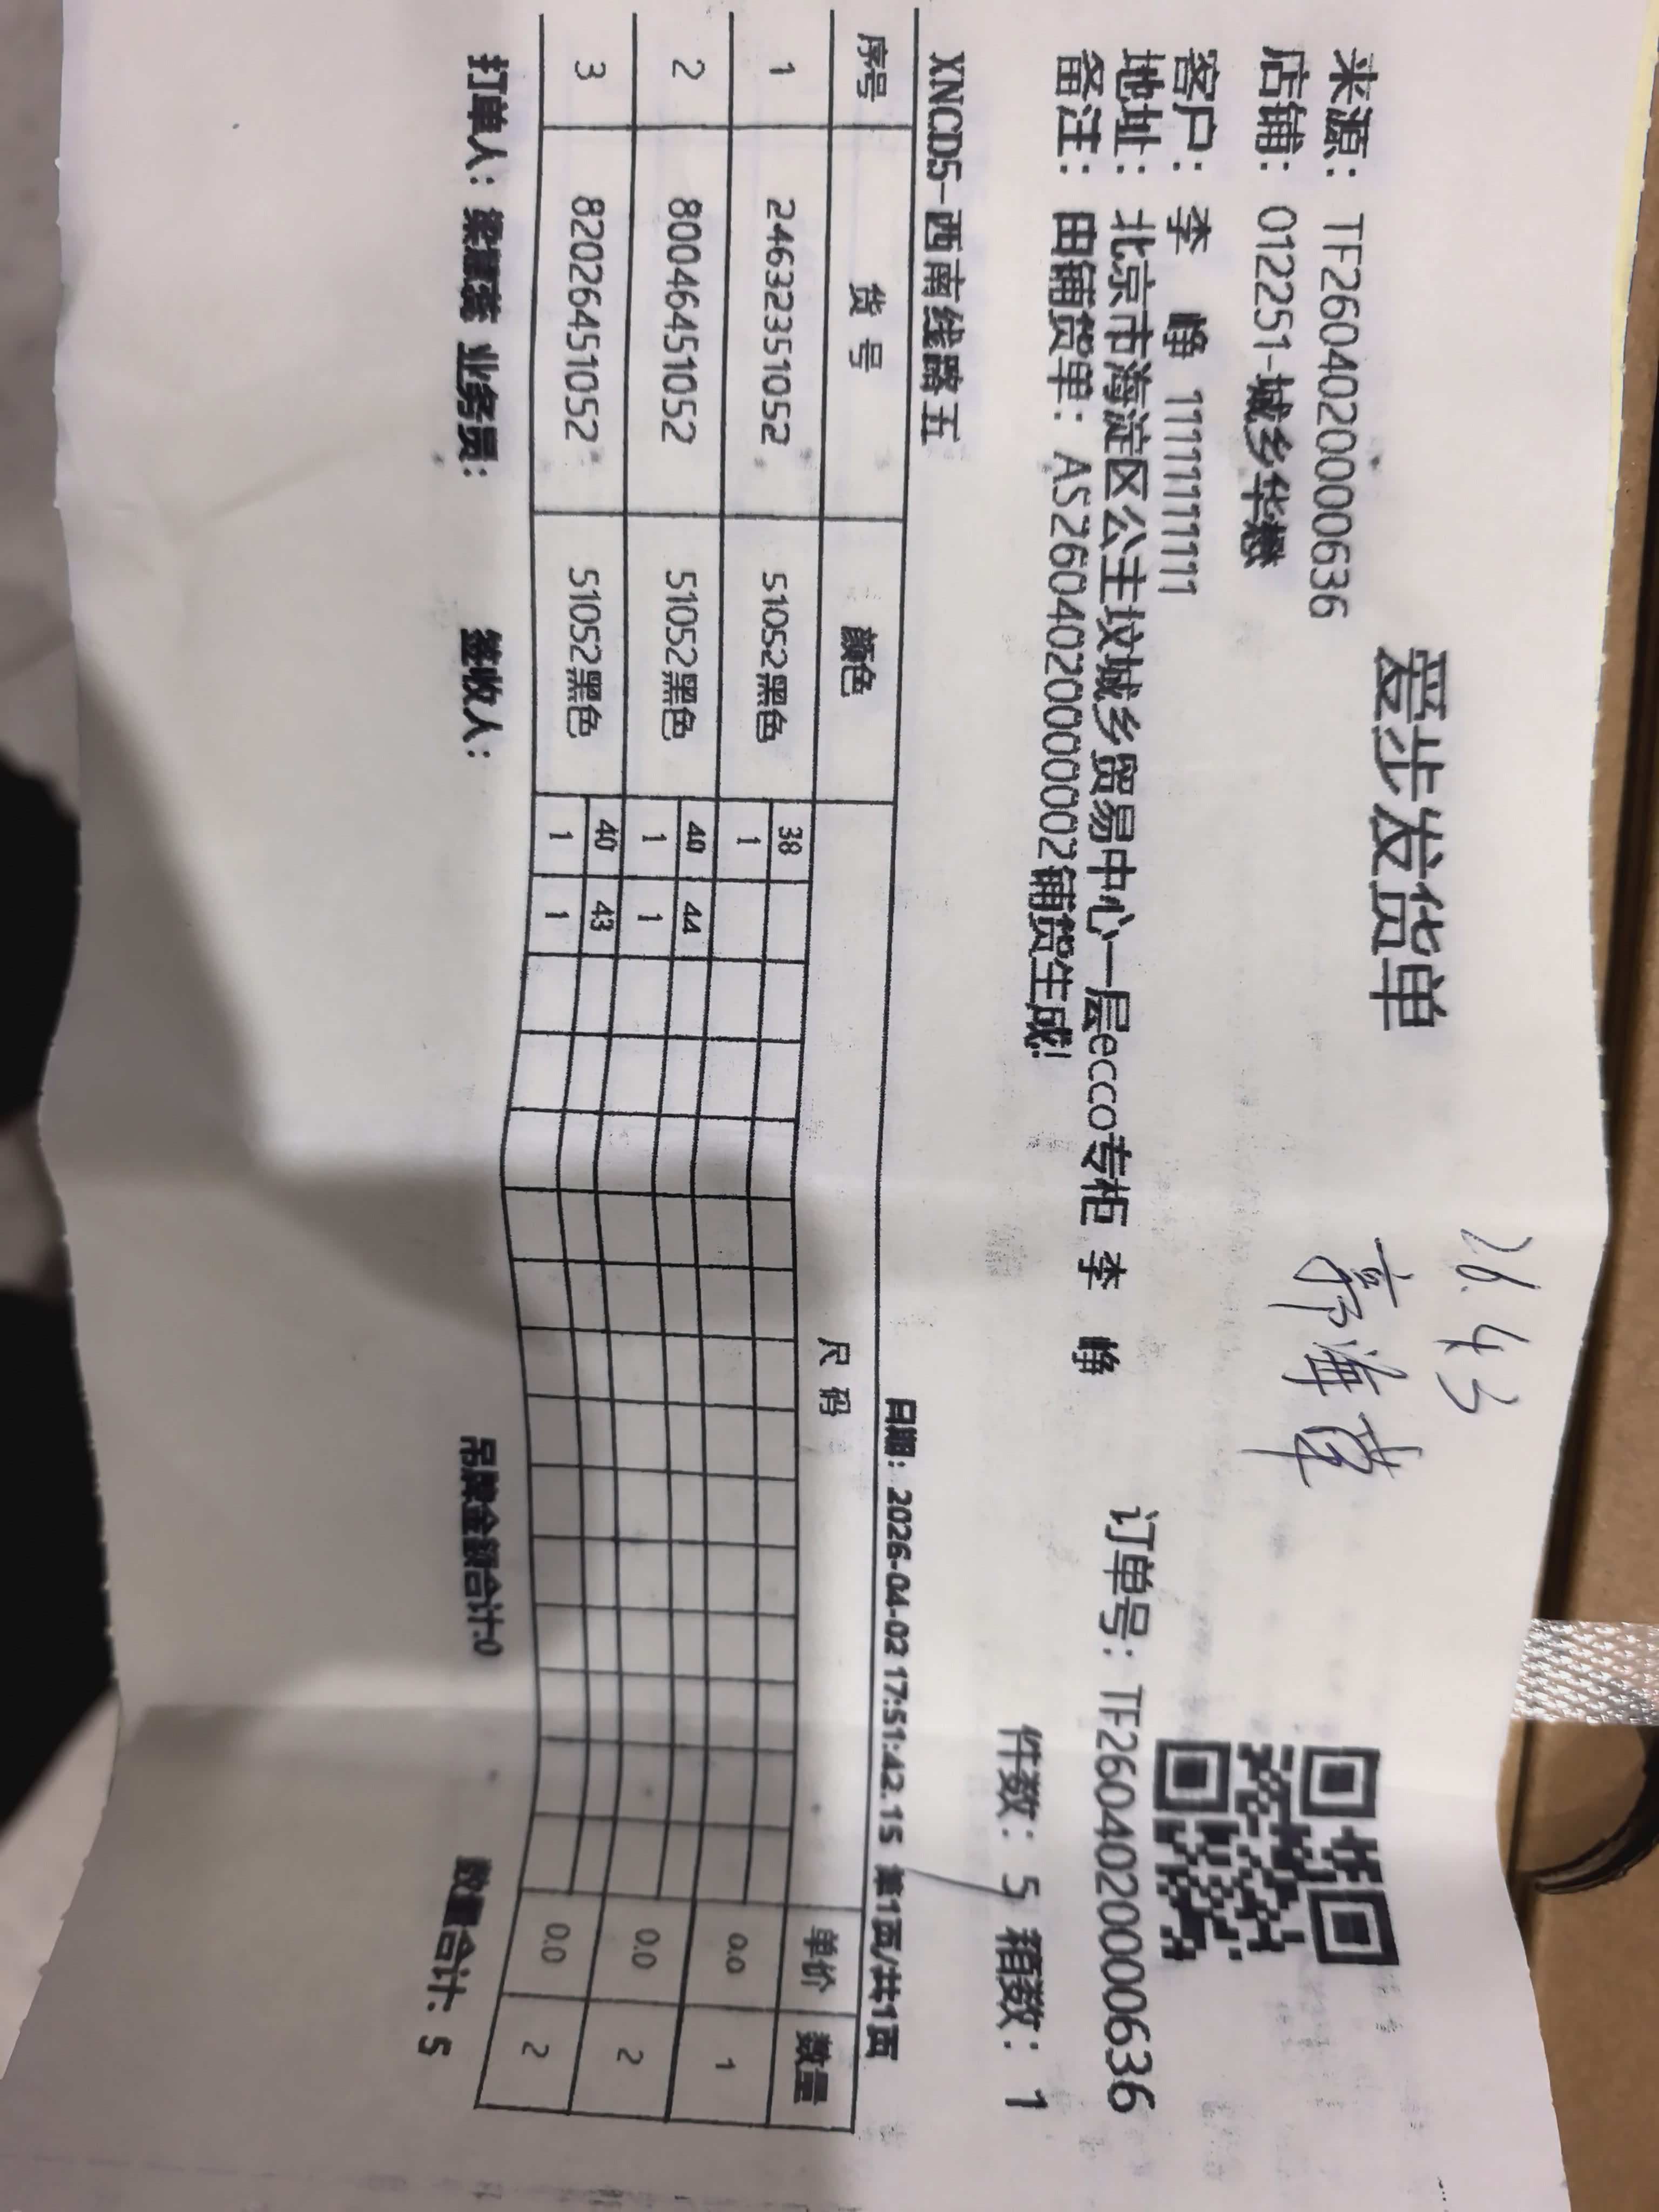 爱步发货单
26.4.3
来源: TF26040200000636
店铺: 012251-城乡华懋
客户: 李 峥 11111111111
订单号: TF26040200000636
地址: 北京市海淀区公主坟城乡贸易中心一层ecco专柜 李 峥
备注: 由铺货单: AS26040200000002铺货生成!
件数: 5 箱数: 1
XNCD5-西南线路五
日期: 2026-04-02 17:51:42.15 第1页/共1页
序号 货 号 颜色 尺 码 单价 数量
38
1 24632351052 51052黑色 1 0.0 1
40 44
2 80046451052 51052黑色 1 1 0.0 2
40 43
3 82026451052 51052黑色 1 1 0.0 2
打单人: 业务员: 签收人: 吊牌金额合计:0 数量合计: 5